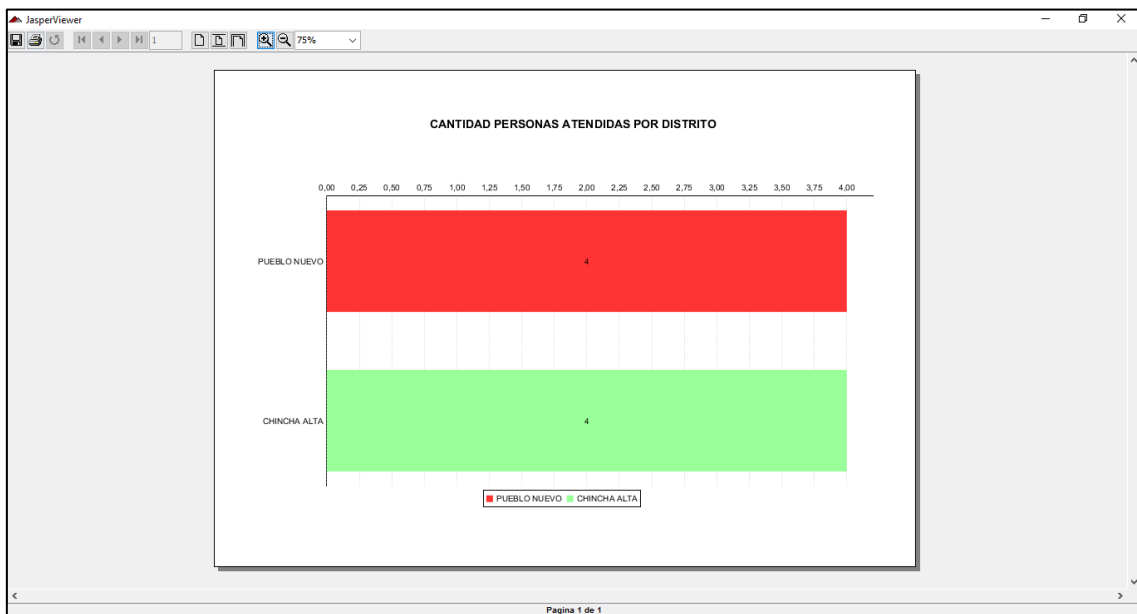 JasperViewer
1
75%
CANTIDAD PERSONAS ATENDIDAS POR DISTRITO
0,00 0,25 0,50 0,75 1,00 1,25 1,50 1,75 2,00 2,25 2,50 2,75 3,00 3,25 3,50 3,75 4,00
PUEBLO NUEVO
4
CHINCHA ALTA
4
PUEBLO NUEVO CHINCHA ALTA
Pagina 1 de 1